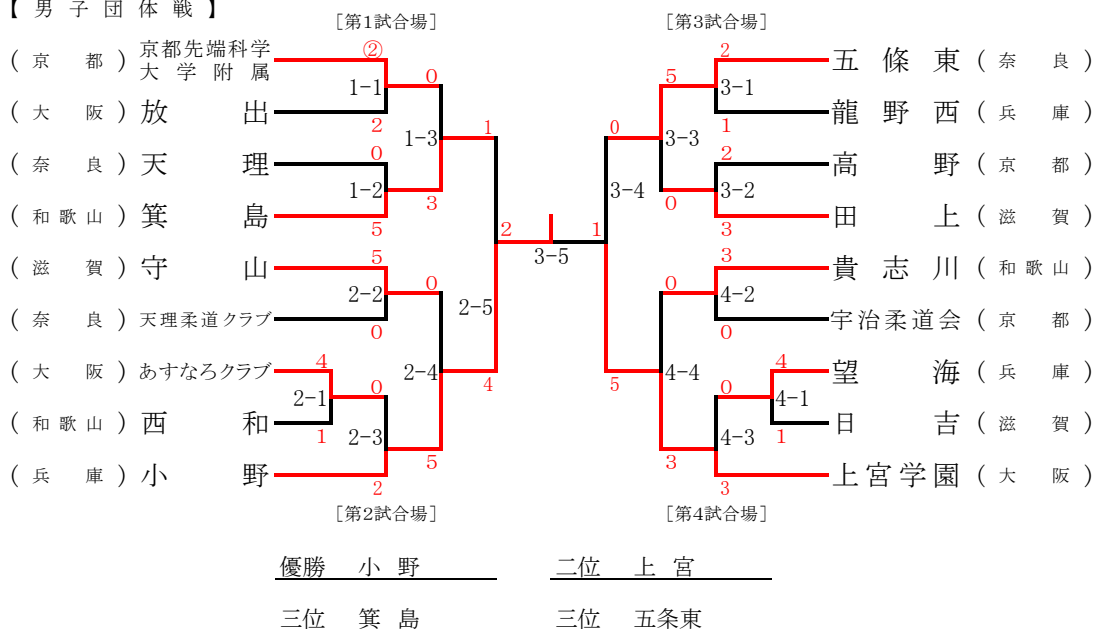 【 男 子 団 体 戦 】
[第1試合場] [第3試合場]
( 京 都 ) 京都先端科学 ② 2 五 條 東 ( 奈 良 )
大 学 附 属 0 5
1-1 3-1
( 大 阪 ) 放 出 2 1 龍 野 西 ( 兵 庫 )
1-3 1 0 3-3
( 奈 良 ) 天 理 0 2 高 野 ( 京 都 )
1-2 3-4 3-2
3 0
( 和 歌 山 ) 箕 島 5 3 田 上 ( 滋 賀 )
2 1
3-5
( 滋 賀 ) 守 山 5 3 貴 志 川 ( 和 歌 山 )
0 0
2-2 2-5 4-2
( 奈 良 ) 天理柔道クラブ 0 0 宇治柔道会 ( 京 都 )
( 大 阪 ) あすなろクラブ 4 2-4 4-4 4 望 海 ( 兵 庫 )
4 5
2-1 0 0 4-1
( 和 歌 山 ) 西 和 1 1 日 吉 ( 滋 賀 )
2-3 4-3
5 3
( 兵 庫 ) 小 野 2 3 上宮学園 ( 大 阪 )
[第2試合場] [第4試合場]
優勝 小 野 二位 上 宮
三位 箕 島 三位 五条東